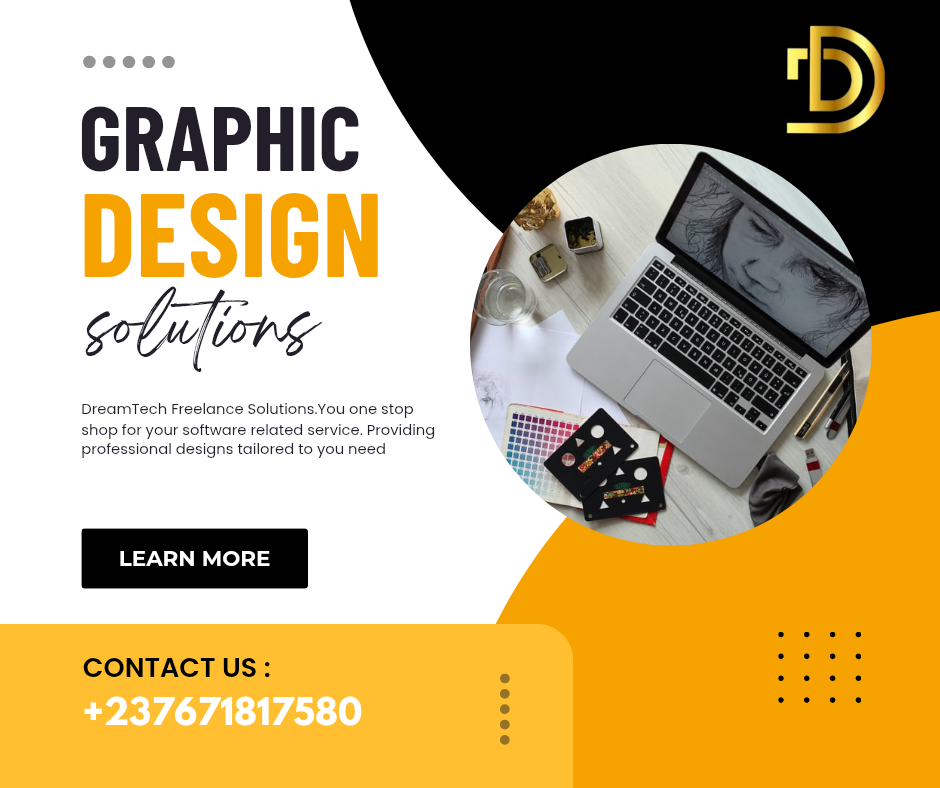 GRAPHIC
DESIGN
solutions
DreamTech Freelance Solutions.You one stop
shop for your software related service. Providing
professional designs tailored to you need
LEARN MORE
CONTACT US :
+237671817580